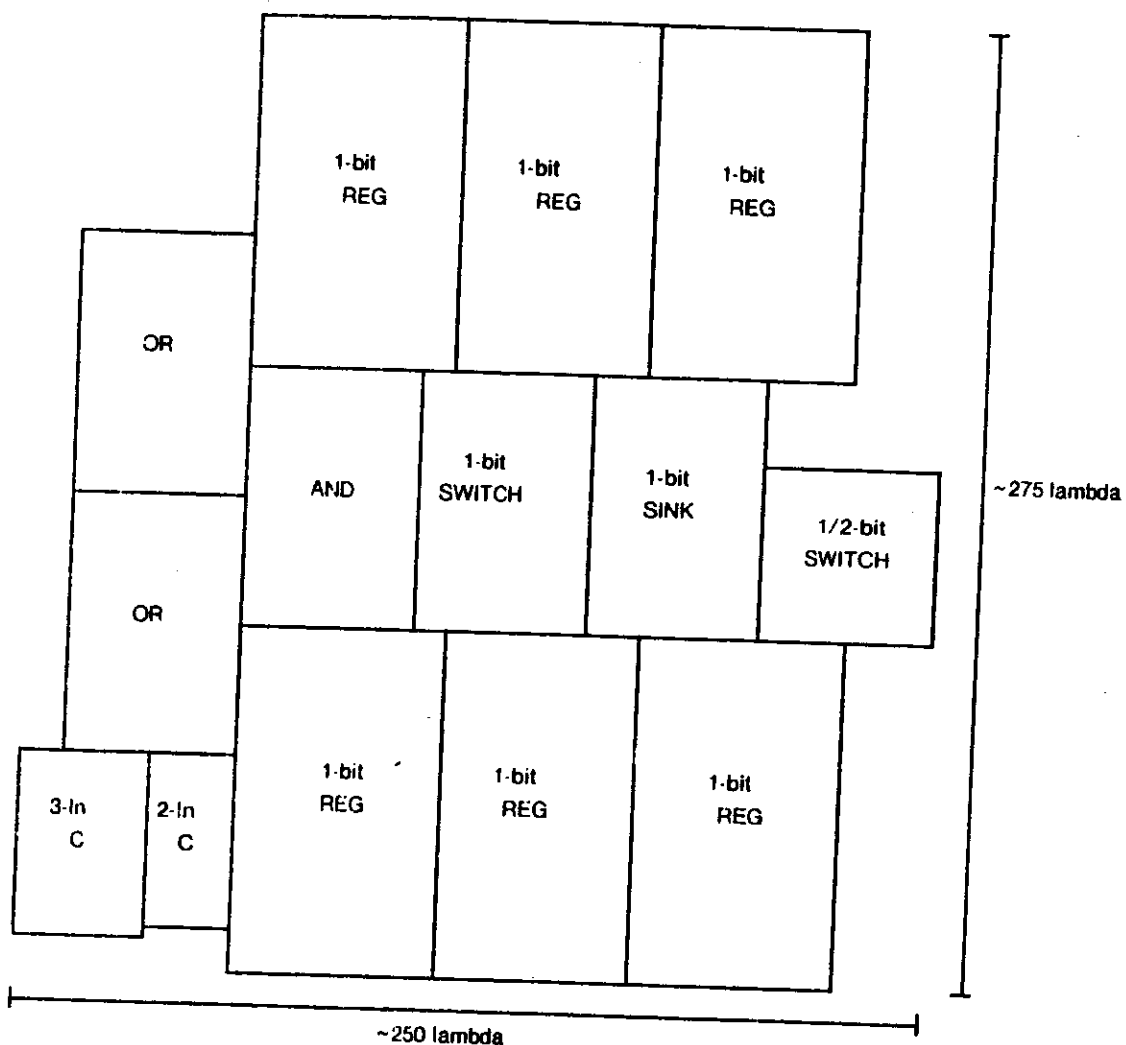 1-bit
REG
1-bit
REG
1-bit
REG
OR
AND
1-bit
SWITCH
1-bit
SINK
1/2-bit
SWITCH
~275 lambda
OR
3-In
C
2-In
C
1-bit
REG
1-bit
REG
1-bit
REG
~250 lambda